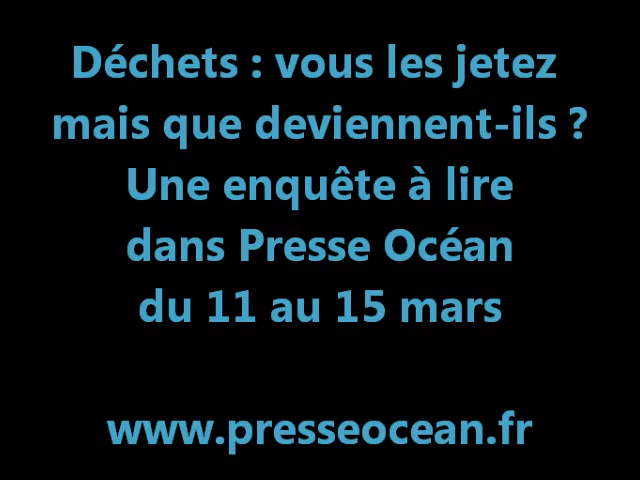 Déchets : vous les jetez
mais que deviennent-ils ?
Une enquête à lire
dans Presse Océan
du 11 au 15 mars
www.presseocean.fr